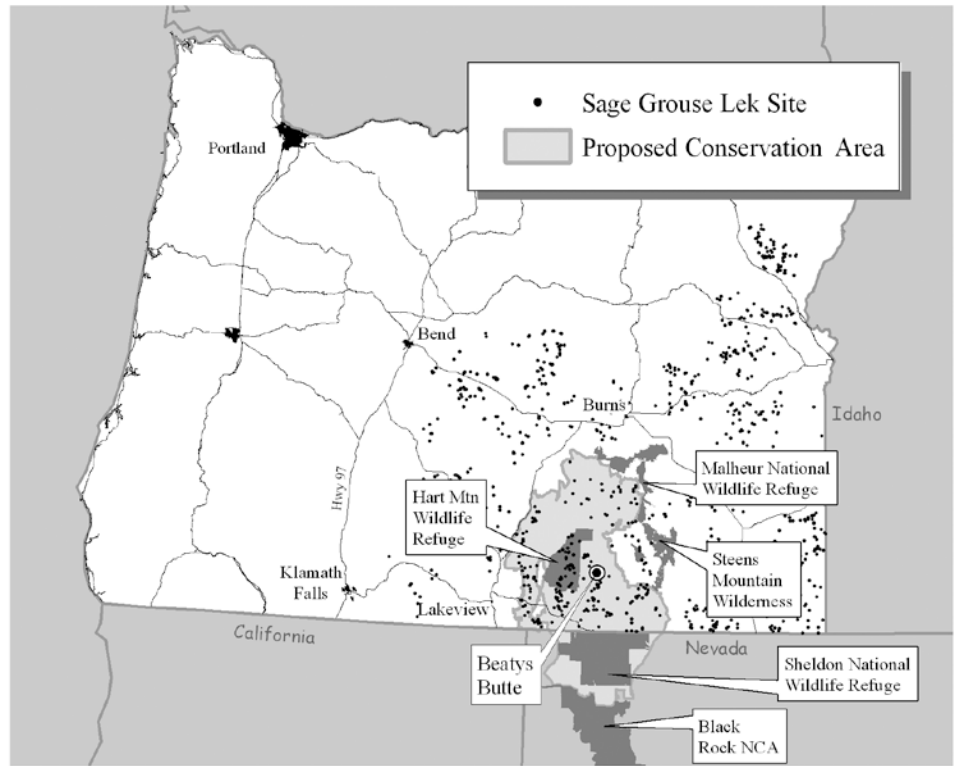 Sage Grouse Lek Site
Proposed Conservation Area
Portland
Bend
Burns
Idaho
Hwy 97
Malheur National
Wildlife Refuge
Hart Mtn
Wildlife
Refuge
Steens
Mountain
Wilderness
Klamath
Falls
Lakeview
California
Nevada
Beatys
Butte
Sheldon National
Wildlife Refuge
Black
Rock NCA